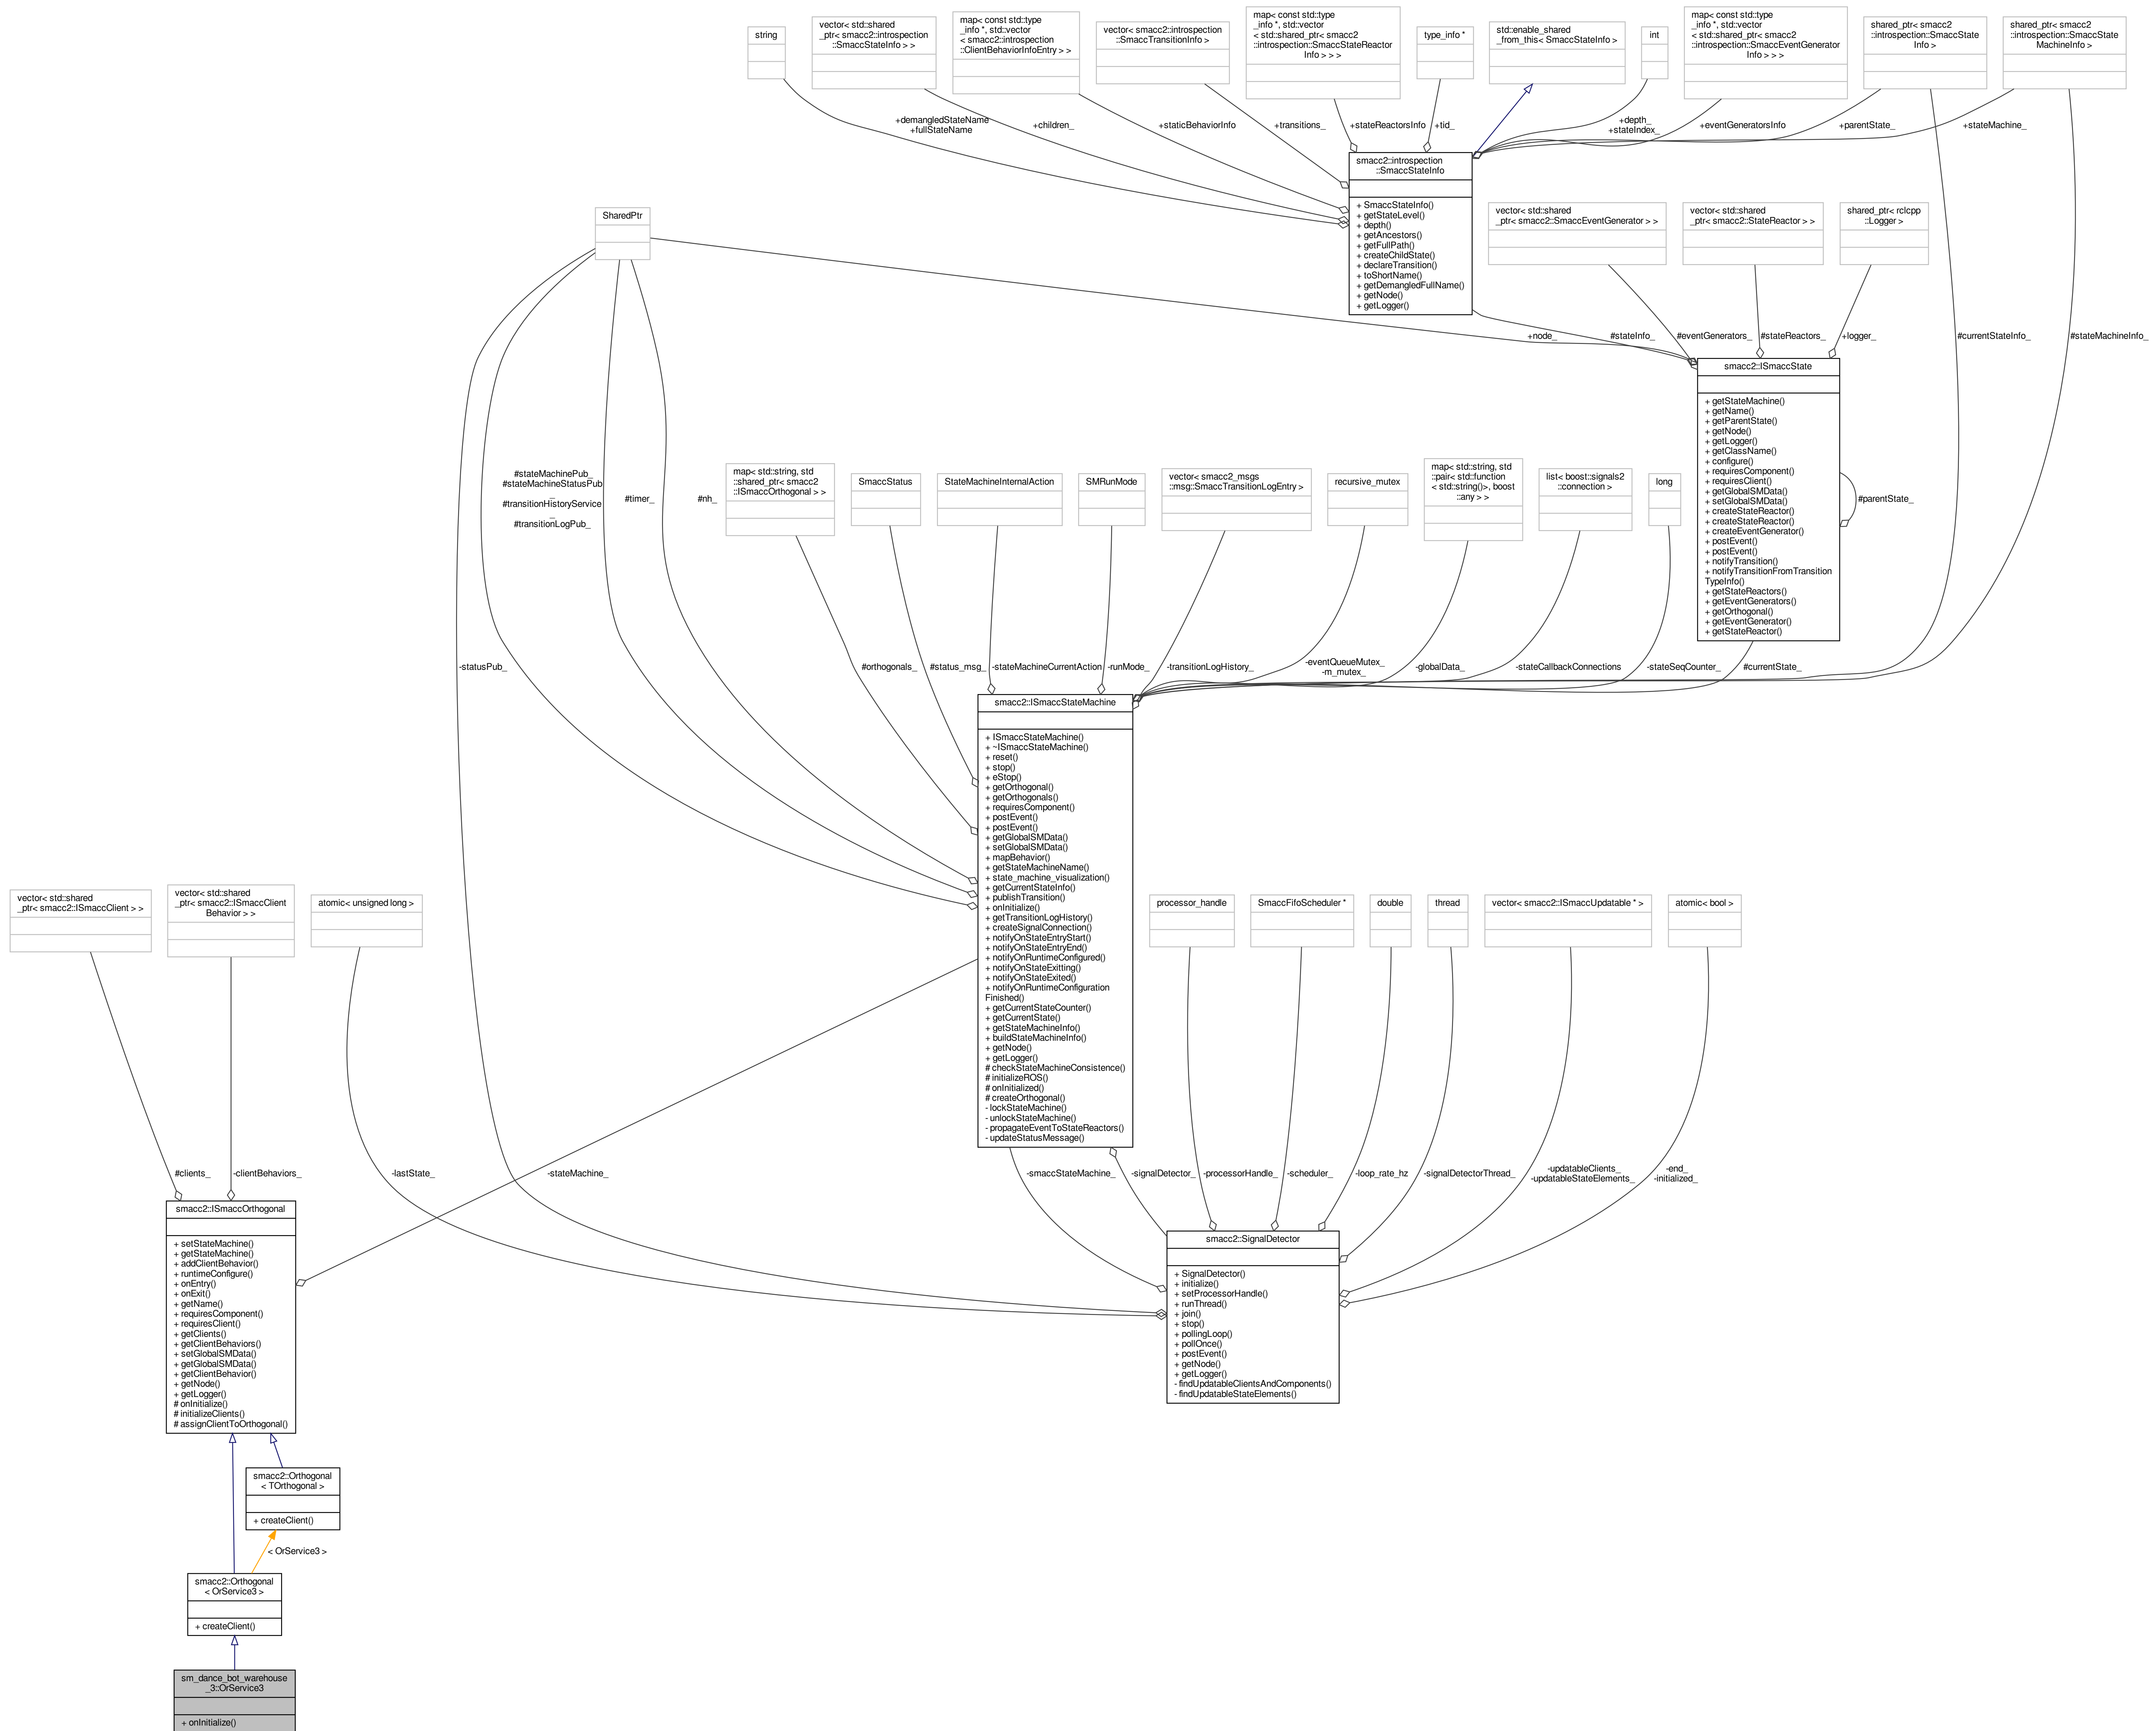 string
vector< std::shared
_ptr< smacc2::introspection
::SmaccStateInfo > >
map< const std::type
_info *, std::vector
< smacc2::introspection
::ClientBehaviorInfoEntry > >
vector< smacc2::introspection
::SmaccTransitionInfo >
map< const std::type
_info *, std::vector
< std::shared_ptr< smacc2
::introspection::SmaccStateReactor
Info > > >
type_info *
std::enable_shared
_from_this< SmaccStateInfo >
int
map< const std::type
_info *, std::vector
< std::shared_ptr< smacc2
::introspection::SmaccEventGenerator
Info > > >
shared_ptr< smacc2
::introspection::SmaccState
Info >
shared_ptr< smacc2
::introspection::SmaccState
MachineInfo >
+demangledStateName
+fullStateName
+children_
+staticBehaviorInfo
+transitions_
+stateReactorsInfo
+tid_
+depth_
+stateIndex_
+eventGeneratorsInfo
+parentState_
+stateMachine_
smacc2::introspection
::SmaccStateInfo
+ SmaccStateInfo()
+ getStateLevel()
+ depth()
+ getAncestors()
+ getFullPath()
+ createChildState()
+ declareTransition()
+ toShortName()
+ getDemangledFullName()
+ getNode()
+ getLogger()
SharedPtr
vector< std::shared
_ptr< smacc2::SmaccEventGenerator > >
vector< std::shared
_ptr< smacc2::StateReactor > >
shared_ptr< rclcpp
::Logger >
+node_
#stateInfo_
#eventGenerators_
#stateReactors_
+logger_
#currentStateInfo_
#stateMachineInfo_
smacc2::ISmaccState
+ getStateMachine()
+ getName()
+ getParentState()
+ getNode()
+ getLogger()
+ getClassName()
+ configure()
+ requiresComponent()
+ requiresClient()
+ getGlobalSMData()
+ setGlobalSMData()
+ createStateReactor()
+ createStateReactor()
+ createEventGenerator()
+ postEvent()
+ postEvent()
+ notifyTransition()
+ notifyTransitionFromTransition
TypeInfo()
+ getStateReactors()
+ getEventGenerators()
+ getOrthogonal()
+ getEventGenerator()
+ getStateReactor()
#parentState_
#stateMachinePub_
#stateMachineStatusPub
_
#transitionHistoryService
_
#transitionLogPub_
#timer_
#nh_
map< std::string, std
::shared_ptr< smacc2
::ISmaccOrthogonal > >
SmaccStatus
StateMachineInternalAction
SMRunMode
vector< smacc2_msgs
::msg::SmaccTransitionLogEntry >
recursive_mutex
map< std::string, std
::pair< std::function
< std::string()>, boost
::any > >
list< boost::signals2
::connection >
long
-statusPub_
#orthogonals_
#status_msg_
-stateMachineCurrentAction
-runMode_
-transitionLogHistory_
-eventQueueMutex_
-m_mutex_
-globalData_
-stateCallbackConnections
-stateSeqCounter_
#currentState_
smacc2::ISmaccStateMachine
+ ISmaccStateMachine()
+ ~ISmaccStateMachine()
+ reset()
+ stop()
+ eStop()
+ getOrthogonal()
+ getOrthogonals()
+ requiresComponent()
+ postEvent()
+ postEvent()
+ getGlobalSMData()
+ setGlobalSMData()
+ mapBehavior()
+ getStateMachineName()
+ state_machine_visualization()
+ getCurrentStateInfo()
+ publishTransition()
+ onInitialize()
+ getTransitionLogHistory()
+ createSignalConnection()
+ notifyOnStateEntryStart()
+ notifyOnStateEntryEnd()
+ notifyOnRuntimeConfigured()
+ notifyOnStateExitting()
+ notifyOnStateExited()
+ notifyOnRuntimeConfiguration
Finished()
+ getCurrentStateCounter()
+ getCurrentState()
+ getStateMachineInfo()
+ buildStateMachineInfo()
+ getNode()
+ getLogger()
# checkStateMachineConsistence()
# initializeROS()
# onInitialized()
# createOrthogonal()
- lockStateMachine()
- unlockStateMachine()
- propagateEventToStateReactors()
- updateStatusMessage()
vector< std::shared
_ptr< smacc2::ISmaccClient > >
vector< std::shared
_ptr< smacc2::ISmaccClient
Behavior > >
atomic< unsigned long >
processor_handle
SmaccFifoScheduler *
double
thread
vector< smacc2::ISmaccUpdatable * >
atomic< bool >
#clients_
-clientBehaviors_
-lastState_
-stateMachine_
-smaccStateMachine_
-signalDetector_
-processorHandle_
-scheduler_
-loop_rate_hz
-signalDetectorThread_
-updatableClients_
-updatableStateElements_
-end_
-initialized_
smacc2::ISmaccOrthogonal
+ setStateMachine()
+ getStateMachine()
+ addClientBehavior()
+ runtimeConfigure()
+ onEntry()
+ onExit()
+ getName()
+ requiresComponent()
+ requiresClient()
+ getClients()
+ getClientBehaviors()
+ setGlobalSMData()
+ getGlobalSMData()
+ getClientBehavior()
+ getNode()
+ getLogger()
# onInitialize()
# initializeClients()
# assignClientToOrthogonal()
smacc2::SignalDetector
+ SignalDetector()
+ initialize()
+ setProcessorHandle()
+ runThread()
+ join()
+ stop()
+ pollingLoop()
+ pollOnce()
+ postEvent()
+ getNode()
+ getLogger()
- findUpdatableClientsAndComponents()
- findUpdatableStateElements()
smacc2::Orthogonal
< TOrthogonal >
+ createClient()
< OrService3 >
smacc2::Orthogonal
< OrService3 >
+ createClient()
sm_dance_bot_warehouse
_3::OrService3
+ onInitialize()